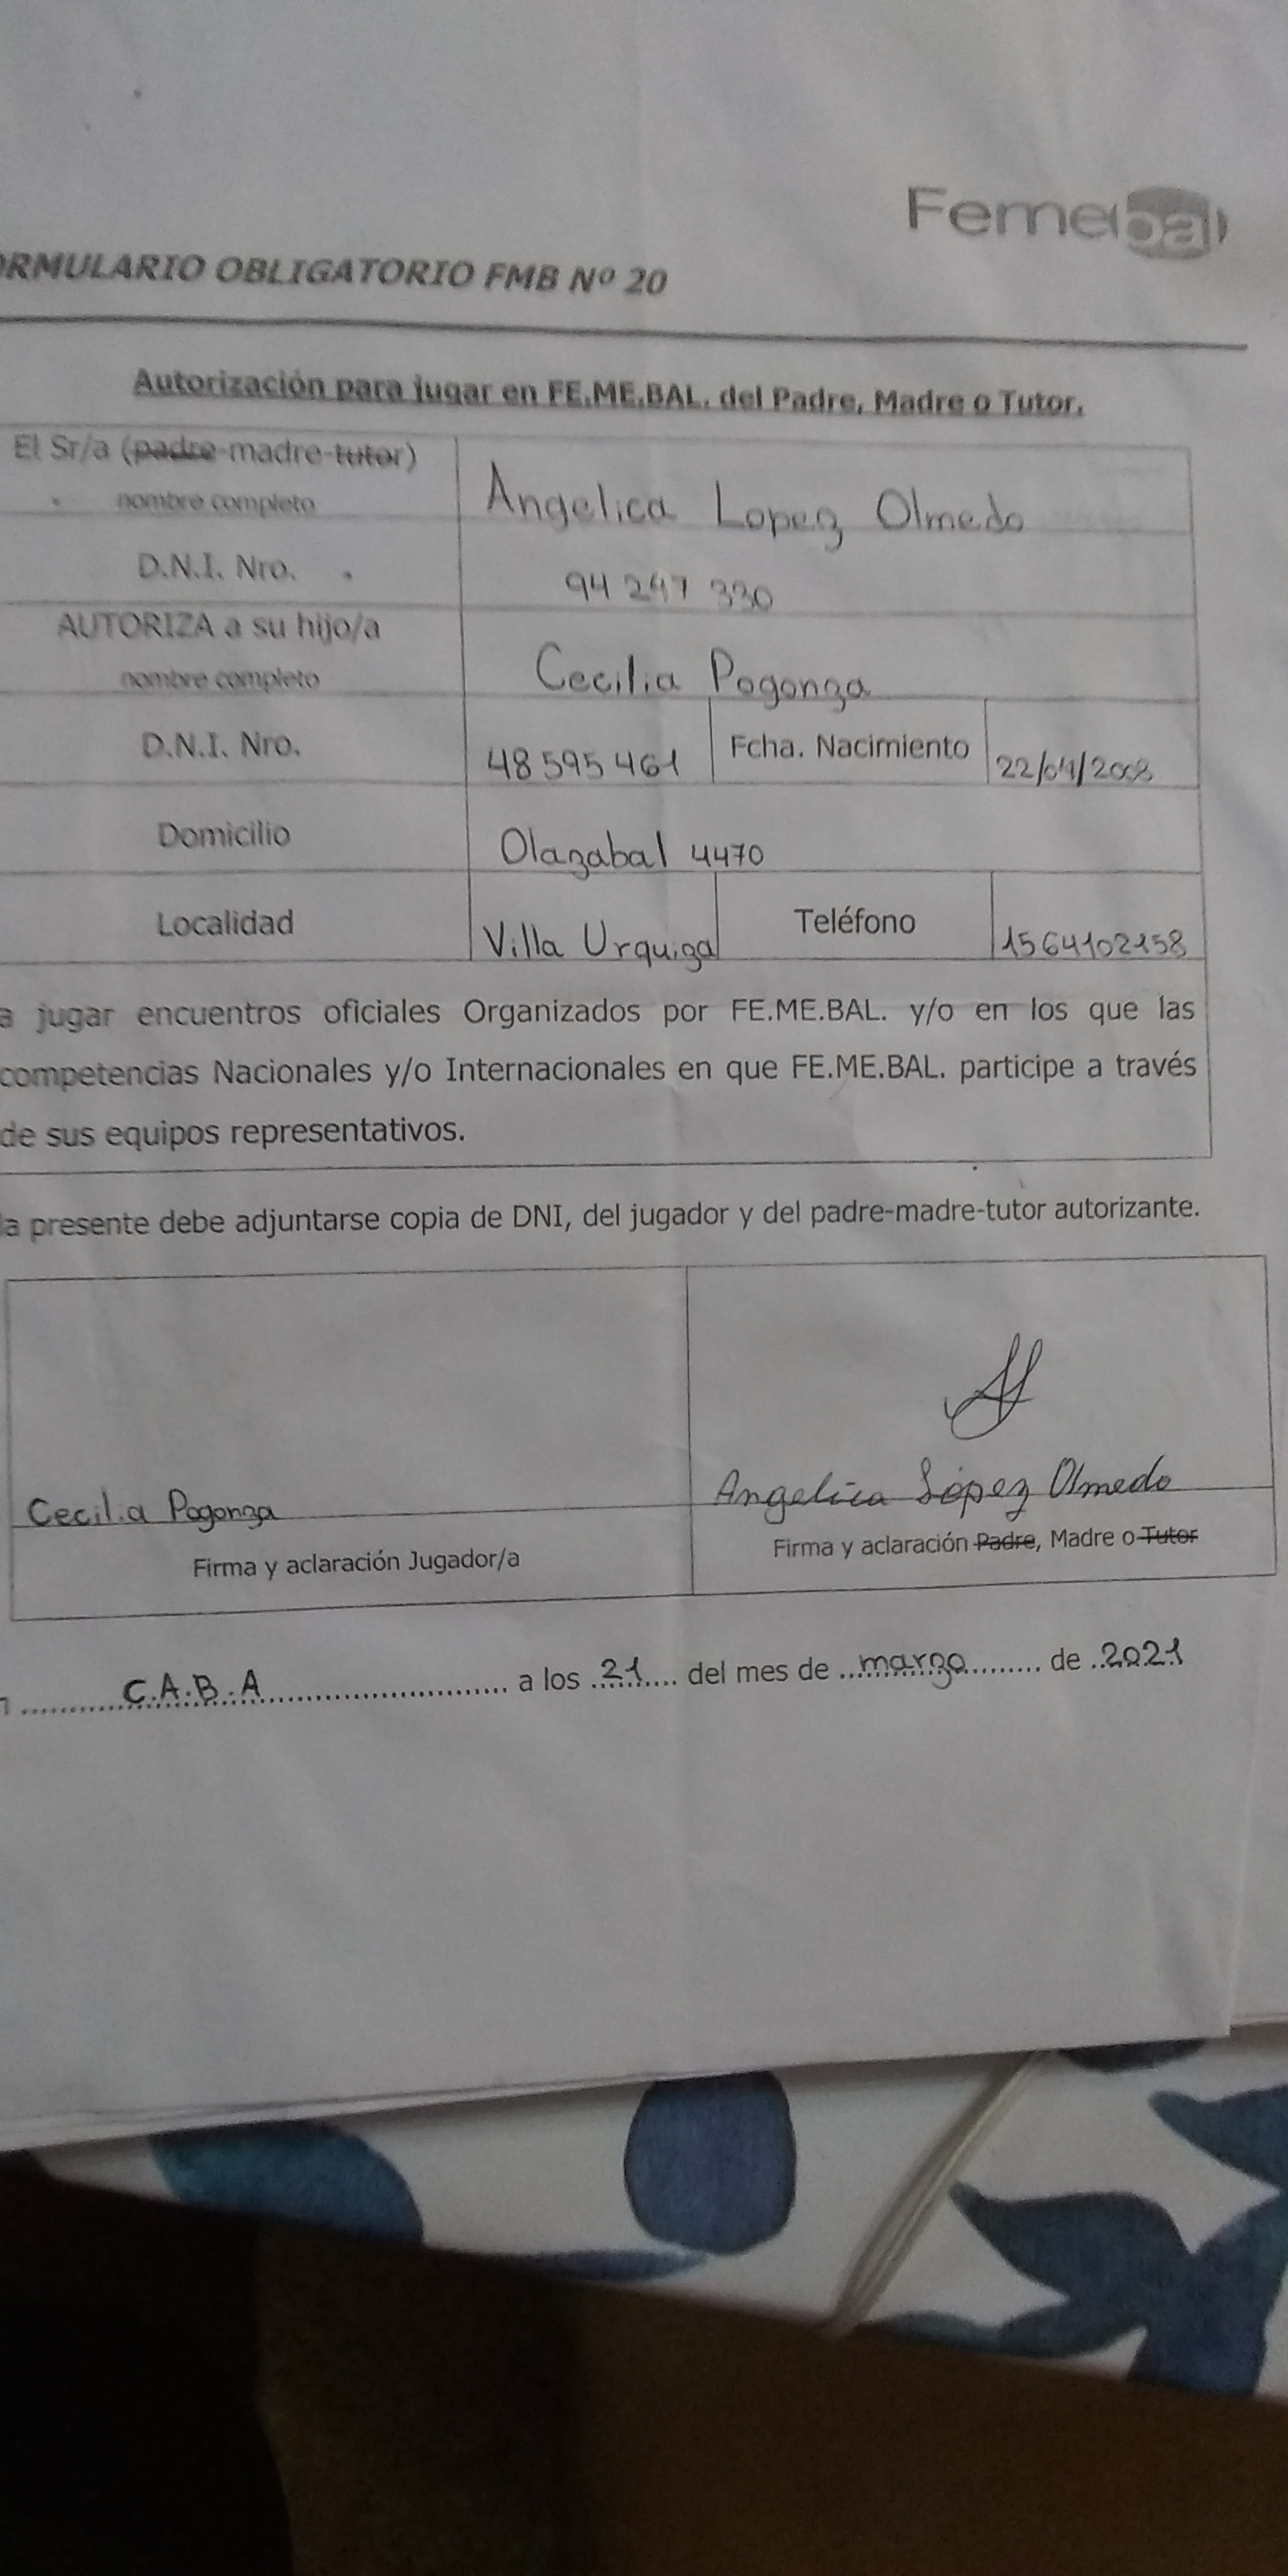 Femebal
ORMULARIO OBLIGATORIO FMB Nº 20
Autorización para jugar en FE.ME.BAL. del Padre, Madre o Tutor.
El Sr/a (padre-madre-tutor)
nombre completo
Angelica Lopez Olmedo
D.N.I. Nro.
94 247 330
AUTORIZA a su hijo/a
nombre completo
Cecilia Pogonza
D.N.I. Nro.
48 595 461
Fcha. Nacimiento
22/04/2008
Domicilio
Olazabal 4470
Localidad
Villa Urquiza
Teléfono
1564102158
a jugar encuentros oficiales Organizados por FE.ME.BAL. y/o en los que las
competencias Nacionales y/o Internacionales en que FE.ME.BAL. participe a través
de sus equipos representativos.
la presente debe adjuntarse copia de DNI, del jugador y del padre-madre-tutor autorizante.
Cecilia Pogonza
Firma y aclaración Jugador/a
Angelica López Olmedo
Firma y aclaración Padre, Madre o Tutor
C.A.B.A a los 21 del mes de marzo de 2021